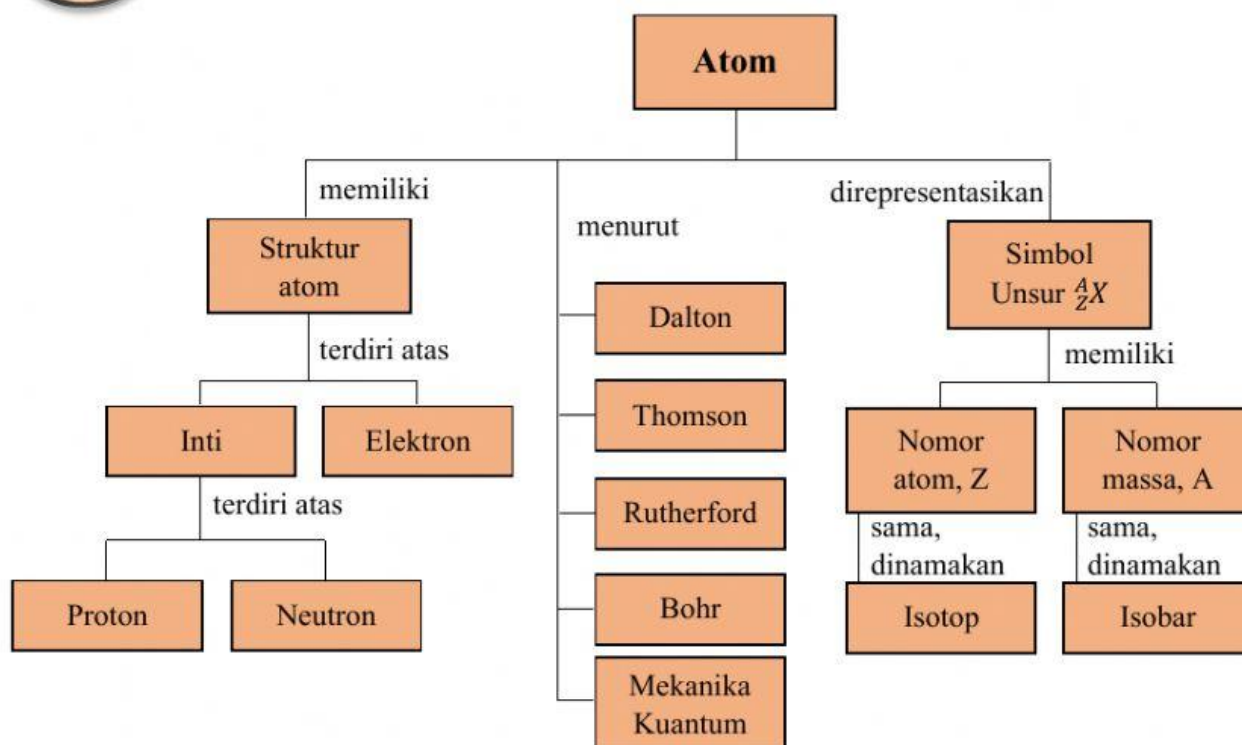 Atom
memiliki
menurut
direpresentasikan
Struktur
atom
terdiri atas
Inti
Elektron
terdiri atas
Proton
Neutron
Dalton
Thomson
Rutherford
Bohr
Mekanika
Kuantum
Simbol
Unsur $^{A}_{Z}X$
memiliki
Nomor
atom, Z
Nomor
massa, A
sama,
dinamakan
sama,
dinamakan
Isotop
Isobar